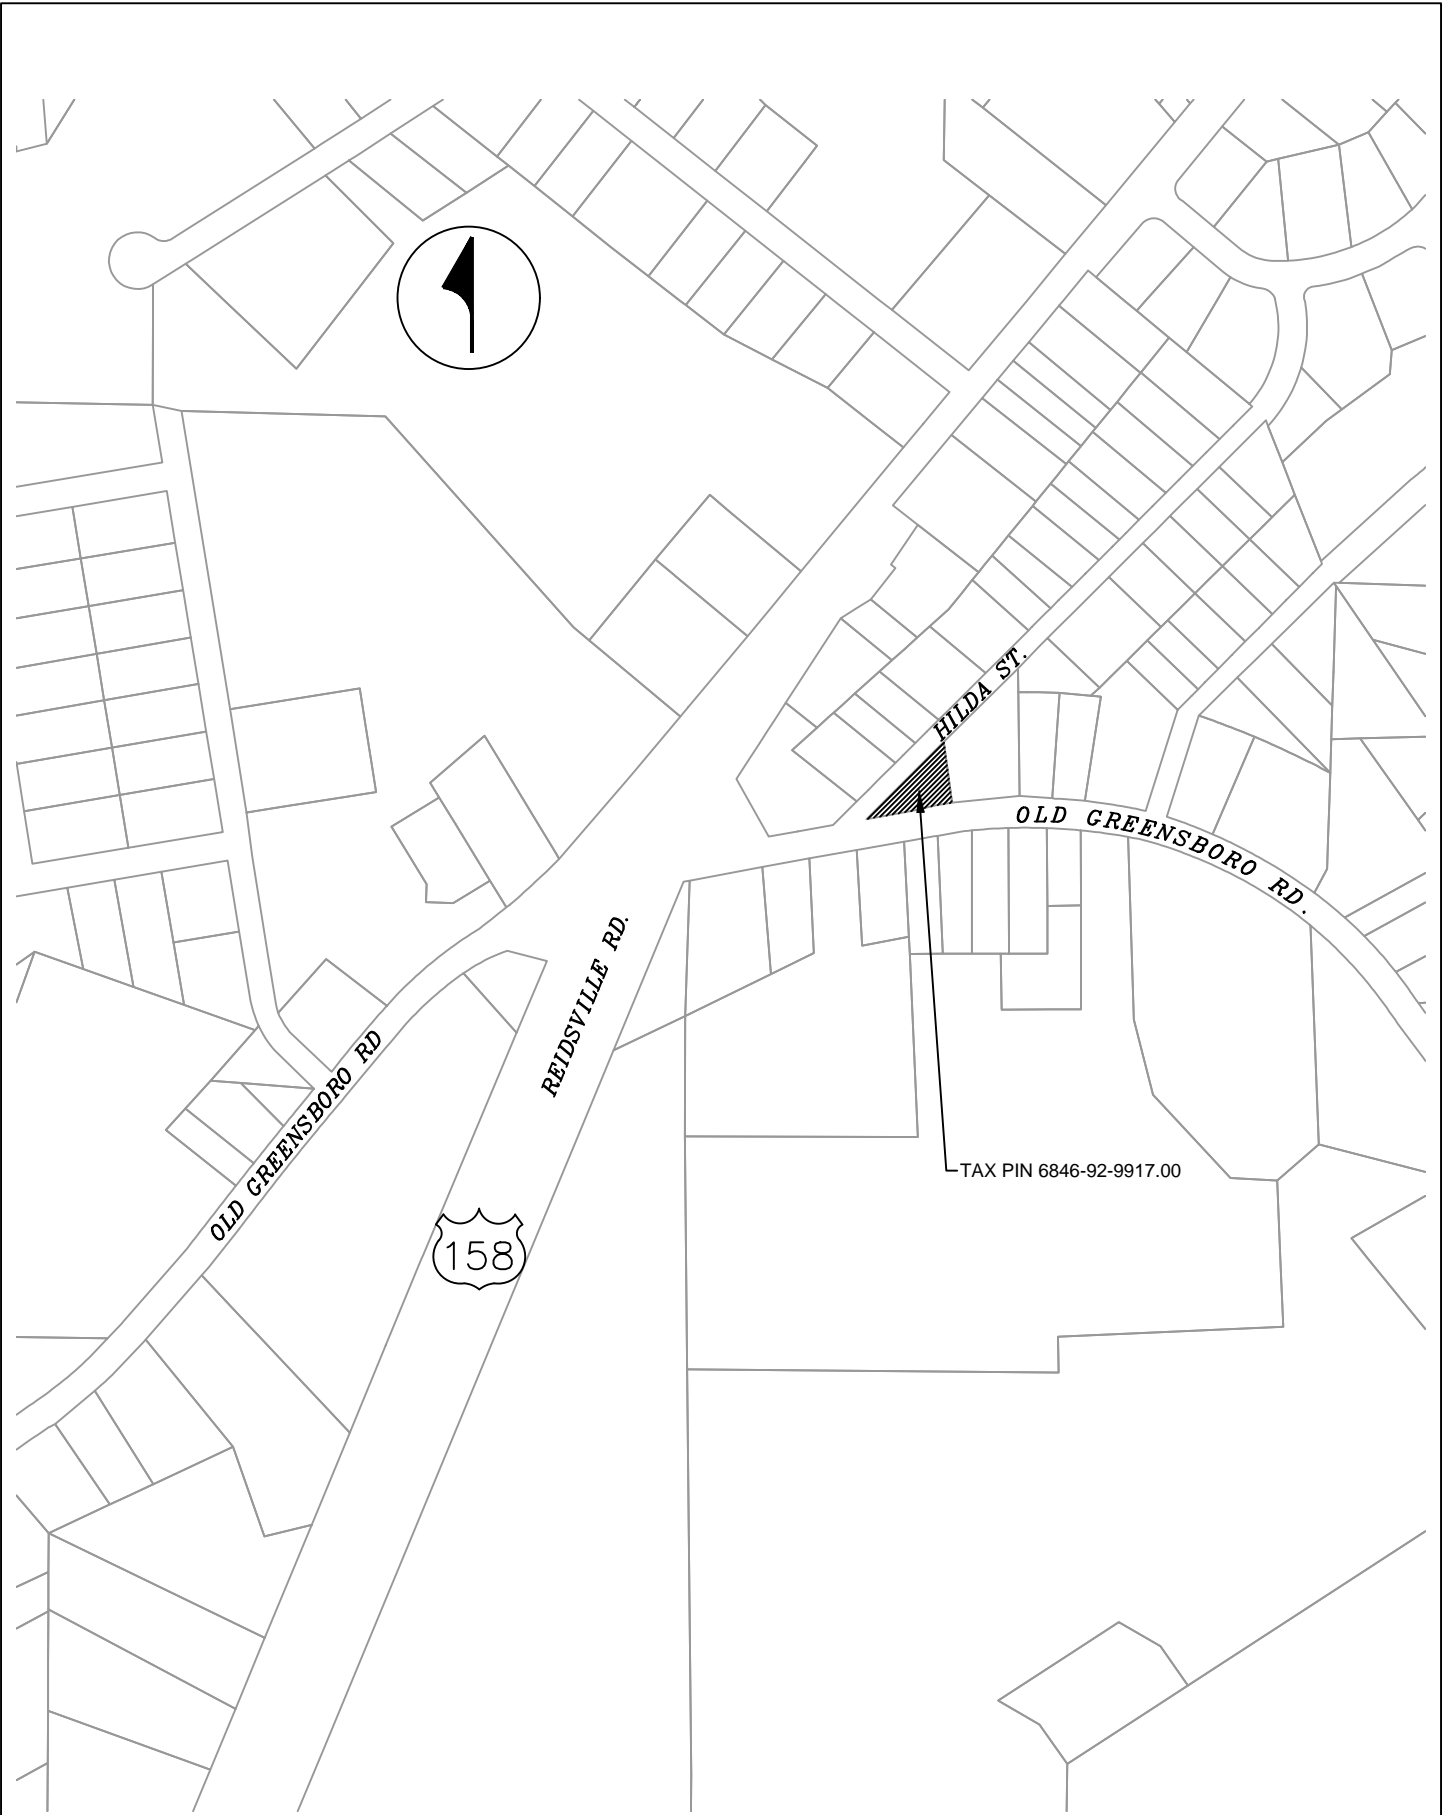 HILDA ST.
OLD GREENSBORO RD.
REIDSVILLE RD.
OLD GREENSBORO RD
TAX PIN 6846-92-9917.00
158